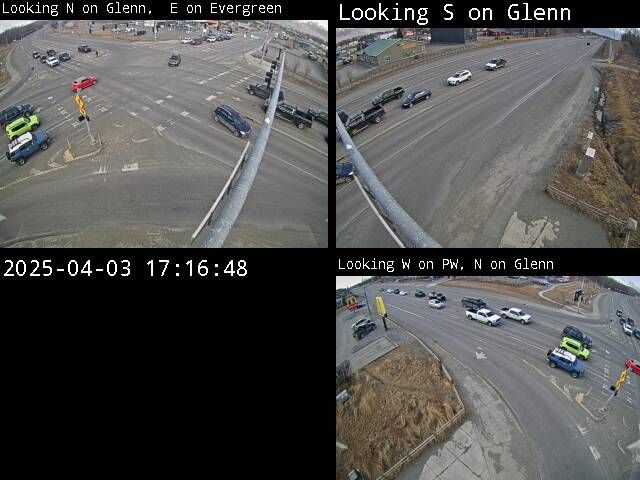 Looking N on Glenn,  E on Evergreen
Looking S on Glenn
2025-04-03 17:16:48
Looking W on PW, N on Glenn